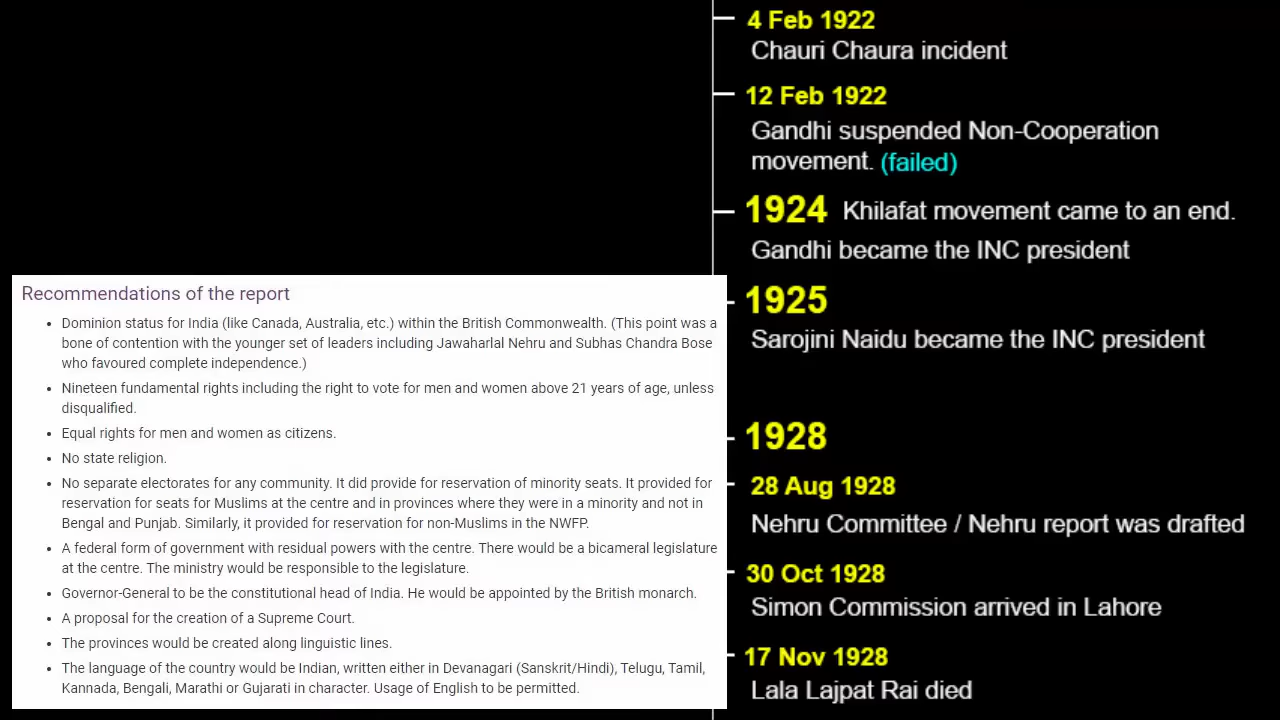 4 Feb 1922
Chauri Chaura incident
12 Feb 1922
Gandhi suspended Non-Cooperation
movement. (failed)
1924 Khilafat movement came to an end.
Gandhi became the INC president
1925
Sarojini Naidu became the INC president
1928
28 Aug 1928
Nehru Committee / Nehru report was drafted
30 Oct 1928
Simon Commission arrived in Lahore
17 Nov 1928
Lala Lajpat Rai died
Recommendations of the report
• Dominion status for India (like Canada, Australia, etc.) within the British Commonwealth. (This point was a
bone of contention with the younger set of leaders including Jawaharlal Nehru and Subhas Chandra Bose
who favoured complete independence.)
• Nineteen fundamental rights including the right to vote for men and women above 21 years of age, unless
disqualified.
• Equal rights for men and women as citizens.
• No state religion.
• No separate electorates for any community. It did provide for reservation of minority seats. It provided for
reservation for seats for Muslims at the centre and in provinces where they were in a minority and not in
Bengal and Punjab. Similarly, it provided for reservation for non-Muslims in the NWFP.
• A federal form of government with residual powers with the centre. There would be a bicameral legislature
at the centre. The ministry would be responsible to the legislature.
• Governor-General to be the constitutional head of India. He would be appointed by the British monarch.
• A proposal for the creation of a Supreme Court.
• The provinces would be created along linguistic lines.
• The language of the country would be Indian, written either in Devanagari (Sanskrit/Hindi), Telugu, Tamil,
Kannada, Bengali, Marathi or Gujarati in character. Usage of English to be permitted.